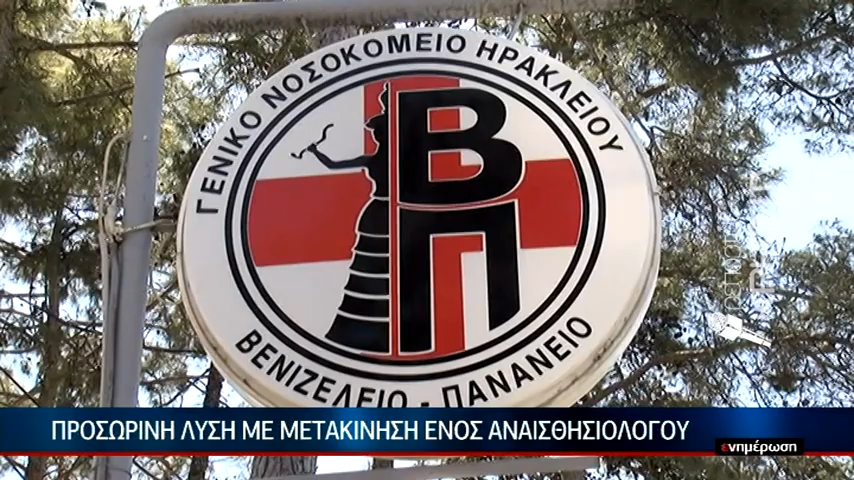 ΓΕΝΙΚΟ ΝΟΣΟΚΟΜΕΙΟ ΗΡΑΚΛΕΙΟΥ
ΒΠ
ΒΕΝΙΖΕΛΕΙΟ - ΠΑΝΑΝΕΙΟ
ΠΡΟΣΩΡΙΝΗ ΛΥΣΗ ΜΕ ΜΕΤΑΚΙΝΗΣΗ ΕΝΟΣ ΑΝΑΙΣΘΗΣΙΟΛΟΓΟΥ
ενημέρωση